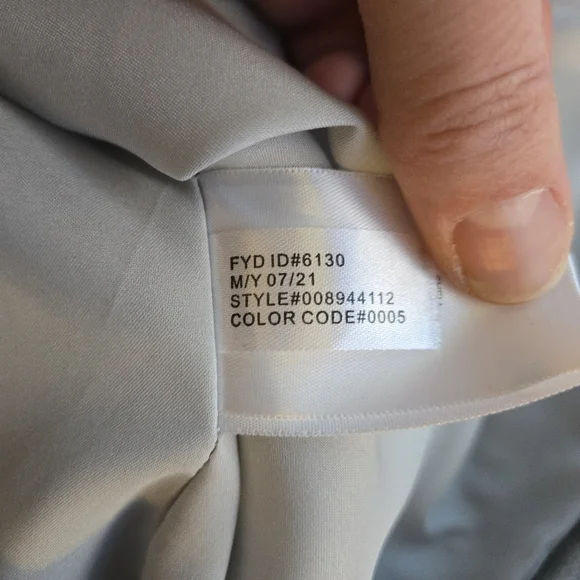 FYD ID#6130
M/Y 07/21
STYLE#008944112
COLOR CODE#0005